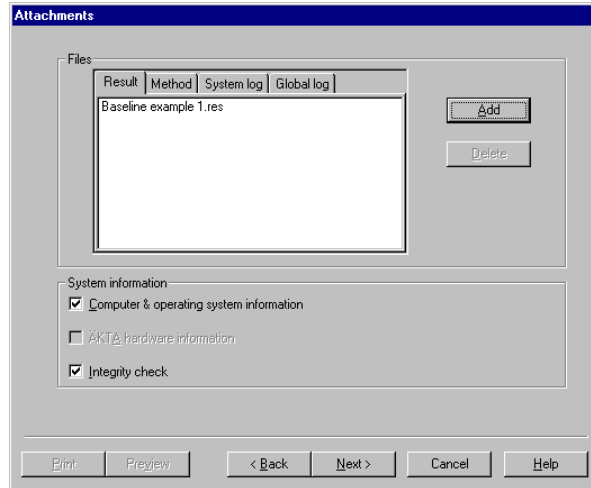 Attachments
Files
Result Method System log Global log
Baseline example 1.res
Add
Delete
System information
Computer & operating system information
ÄKTA hardware information
Integrity check
Print Preview < Back Next > Cancel Help